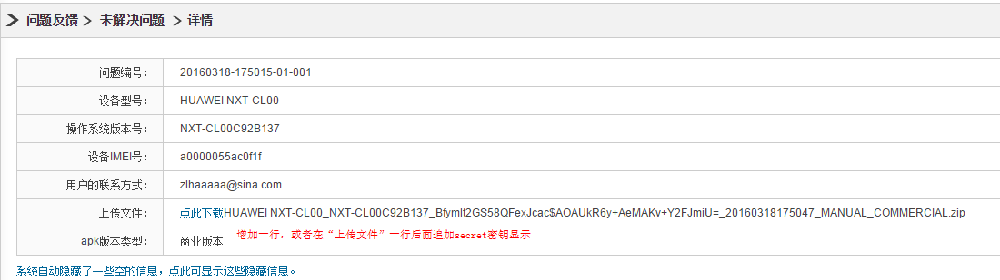 问题反馈 > 未解决问题 > 详情
问题编号： 20160318-175015-01-001
设备型号： HUAWEI NXT-CL00
操作系统版本号： NXT-CL00C92B137
设备IMEI号： a0000055ac0f1f
用户的联系方式： zlhaaaaa@sina.com
上传文件： 点此下载HUAWEI NXT-CL00_NXT-CL00C92B137_Bfymlt2GS58QFexJcac$AOAUkR6y+AeMAKv+Y2FJmiU=_20160318175047_MANUAL_COMMERCIAL.zip
apk版本类型： 商业版本 增加一行，或者在“上传文件”一行后面追加secret密钥显示
系统自动隐藏了一些空的信息，点此可显示这些隐藏信息。